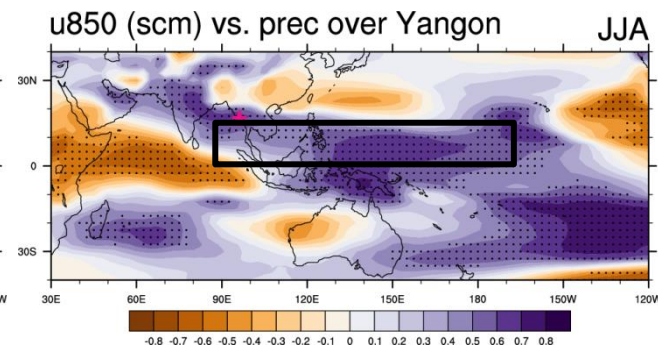 u850 (scm) vs. prec over Yangon JJA
30N
0
30S
W 30E 60E 90E 120E 150E 180 150W 120W
-0.8 -0.7 -0.6 -0.5 -0.4 -0.3 -0.2 -0.1 0 0.1 0.2 0.3 0.4 0.5 0.6 0.7 0.8